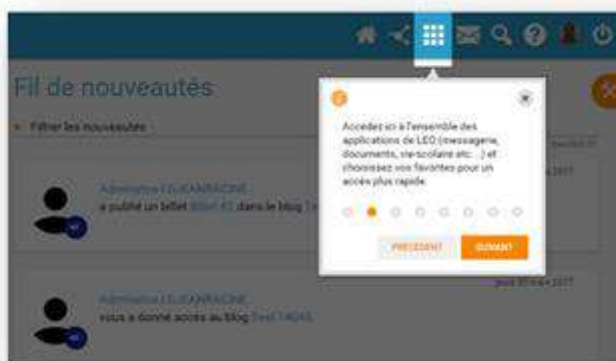 Fil de nouveautés
Filtrer les nouveautés
Accédez ici à l'ensemble des
applications de LEO (messagerie,
documents, vie-scolaire etc...) et
choisissez vos favorites pour un
accès plus rapide.
PRÉCÉDENT SUIVANT
2017
a publié un billet dans le blog
2017
vous a donné accès au blog